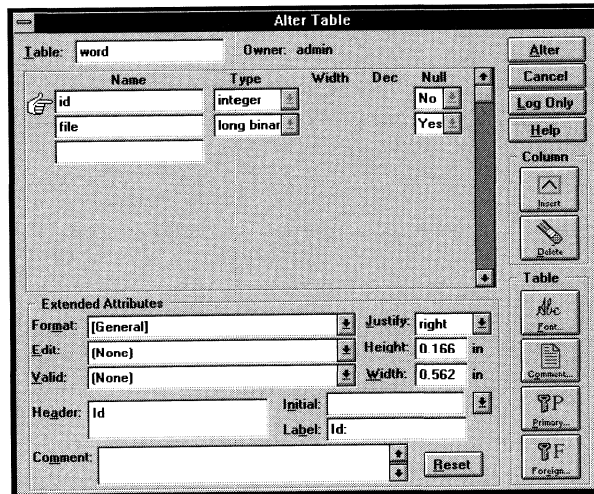 Alter Table
Table: word Owner: admin
Name Type Width Dec Null
id integer No
file long binar Yes
Alter
Cancel
Log Only
Help
Column
Insert
Delete
Table
Font...
Comment...
Primary...
Foreign...
Extended Attributes
Format: [General] Justify: right
Edit: (None) Height: 0.166 in
Valid: (None) Width: 0.562 in
Header: Id Initial:
Label: Id:
Comment: Reset